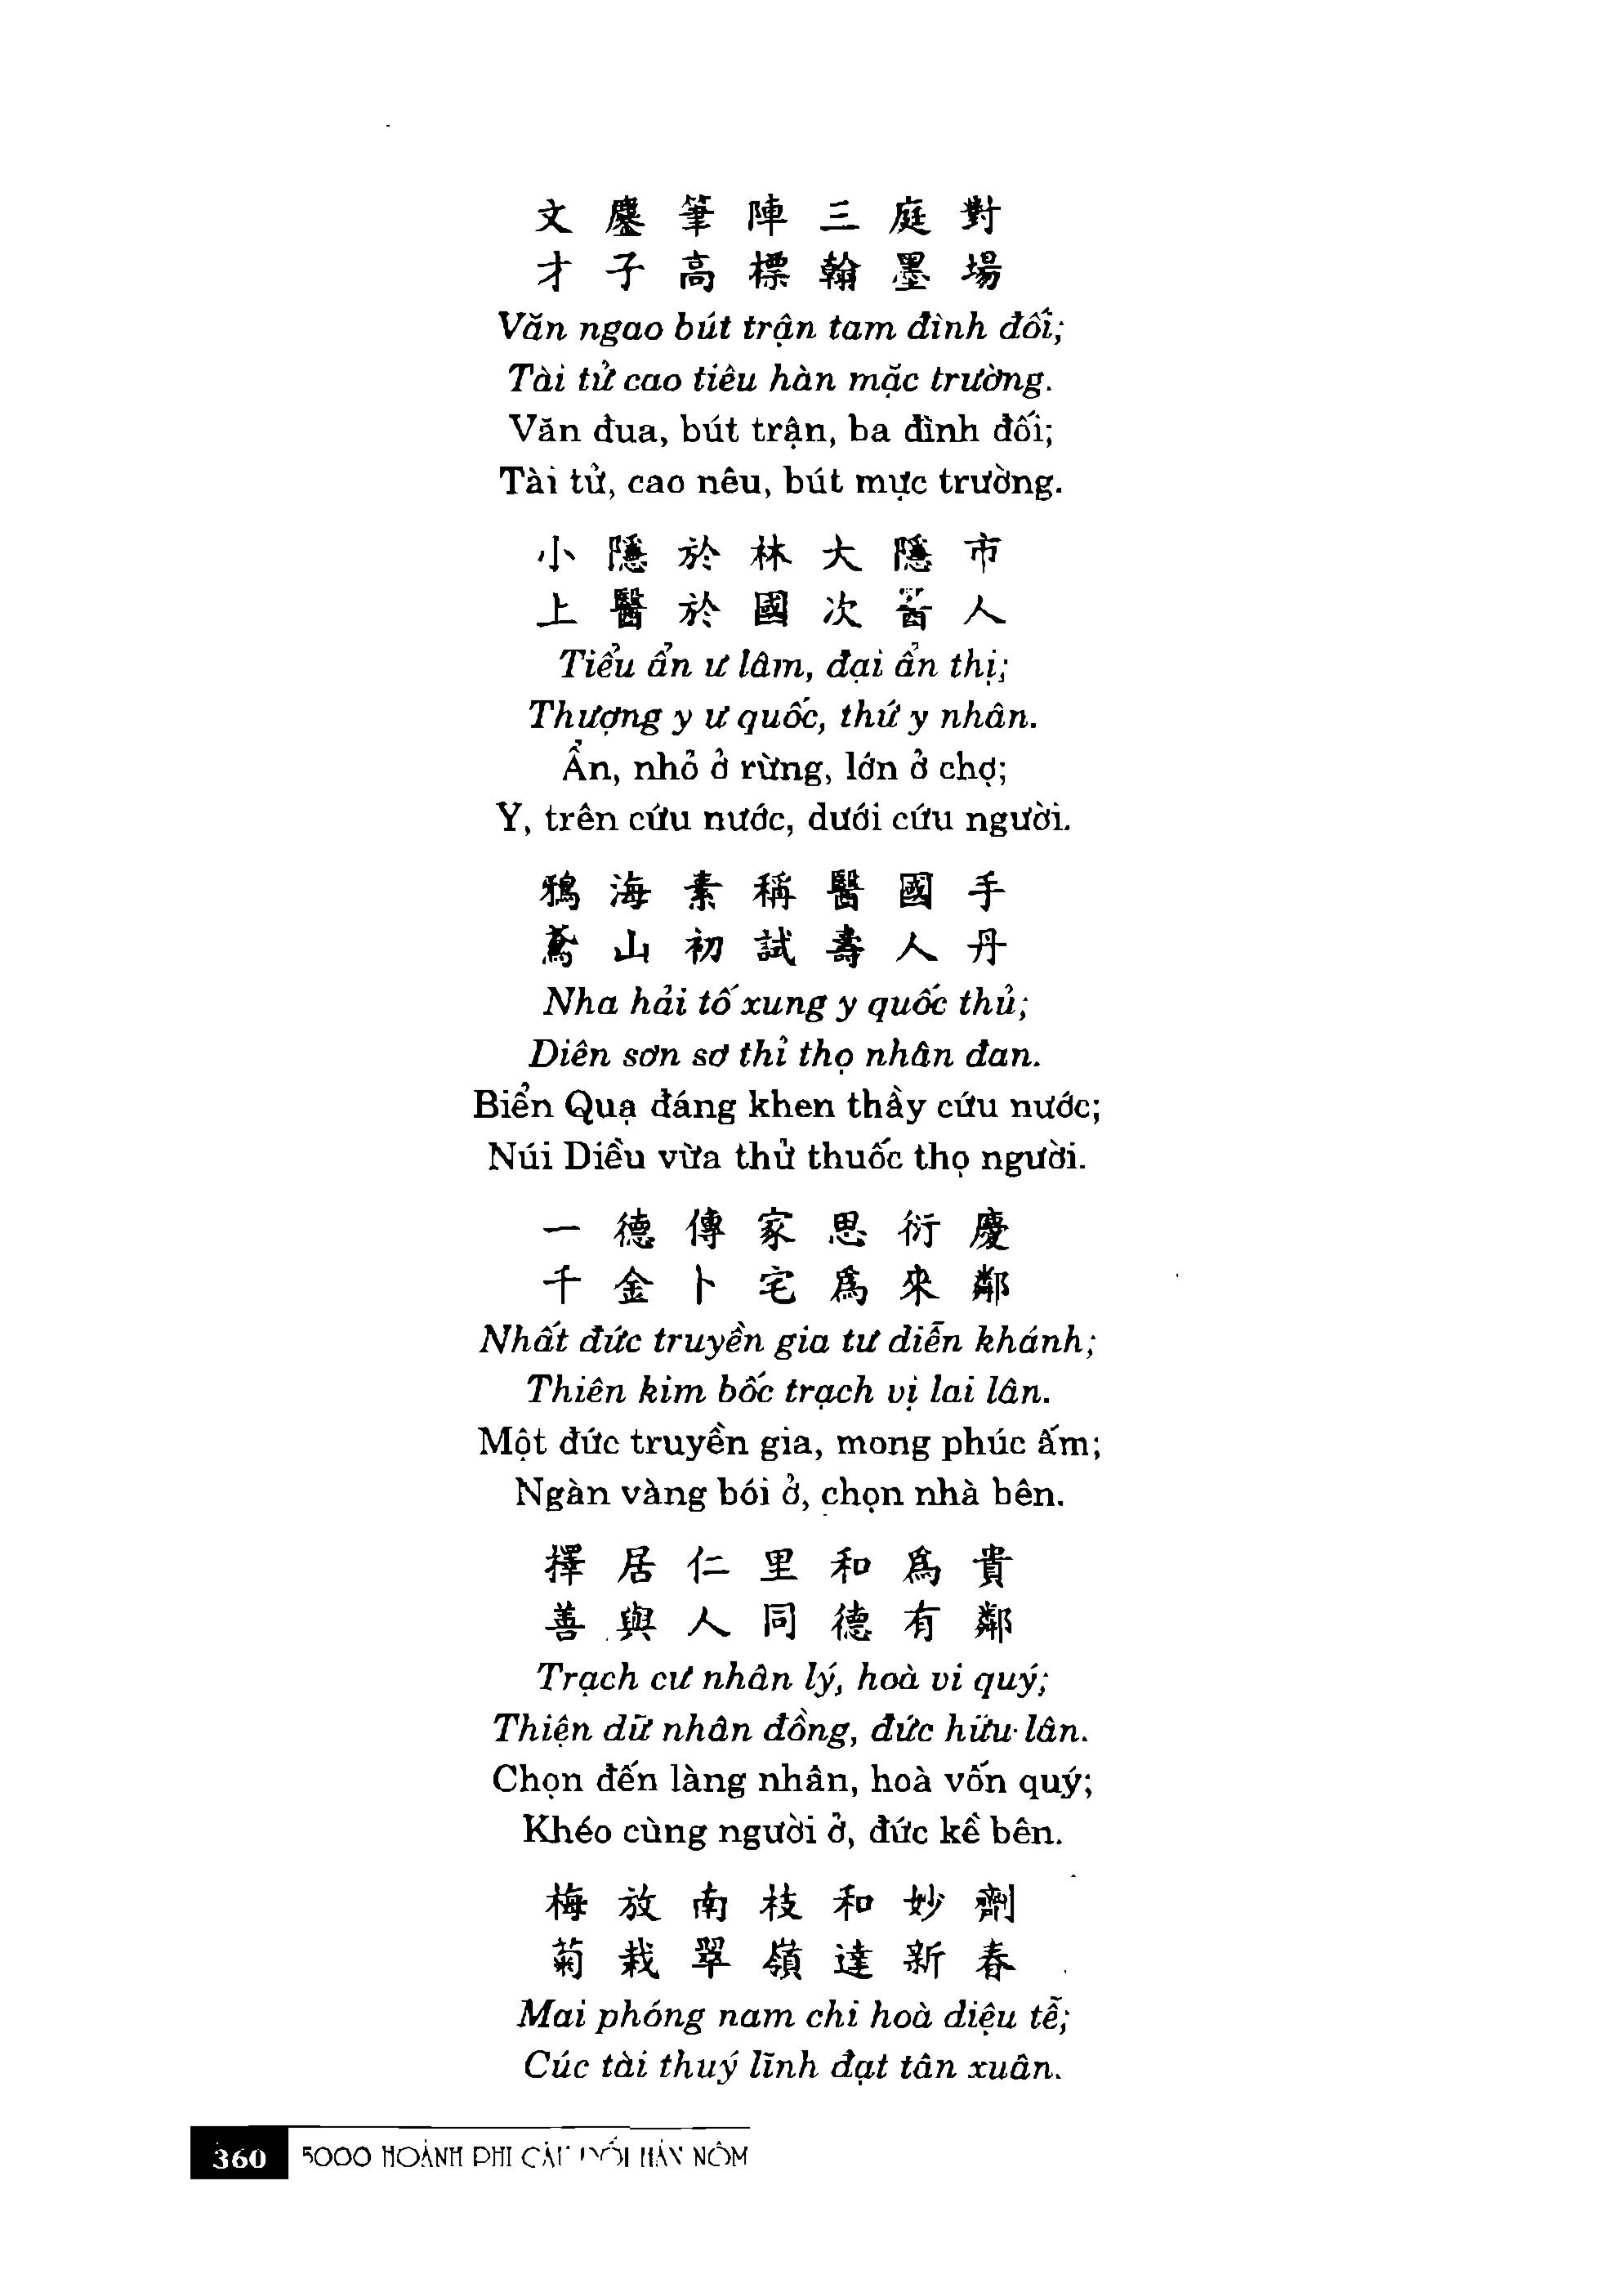 文鏖筆陣三庭對
才子高標翰墨場
Văn ngao bút trận tam đình đối;
Tài tử cao tiêu hàn mặc trường.
Văn đua, bút trận, ba đình đối;
Tài tử, cao nêu, bút mực trường.
小隱於林大隱市
上醫於國次醫人
Tiểu ẩn ư lâm, đại ẩn thị;
Thượng y ư quốc, thứ y nhân.
Ẩn, nhỏ ở rừng, lớn ở chợ;
Y, trên cứu nước, dưới cứu người.
鴉海素稱醫國手
鳶山初試壽人丹
Nha hải tố xưng y quốc thủ;
Diên sơn sơ thỉ thọ nhân đan.
Biển Quạ đáng khen thầy cứu nước;
Núi Diều vừa thử thuốc thọ người.
一德傳家思衍慶
千金卜宅爲來鄰
Nhất đức truyền gia tư diễn khánh;
Thiên kim bốc trạch vị lai lân.
Một đức truyền gia, mong phúc ấm;
Ngàn vàng bói ở, chọn nhà bên.
擇居仁里和爲貴
善與人同德有鄰
Trạch cư nhân lý, hoà vi quý;
Thiện dữ nhân đồng, đức hữu lân.
Chọn đến làng nhân, hoà vốn quý;
Khéo cùng người ở, đức kề bên.
梅放南枝和妙劑
菊栽翠嶺達新春
Mai phóng nam chi hoà diệu tễ;
Cúc tài thuý lĩnh đạt tân xuân.
360 5000 HOÀNH PHI CÂU ĐỐI HÁN NÔM